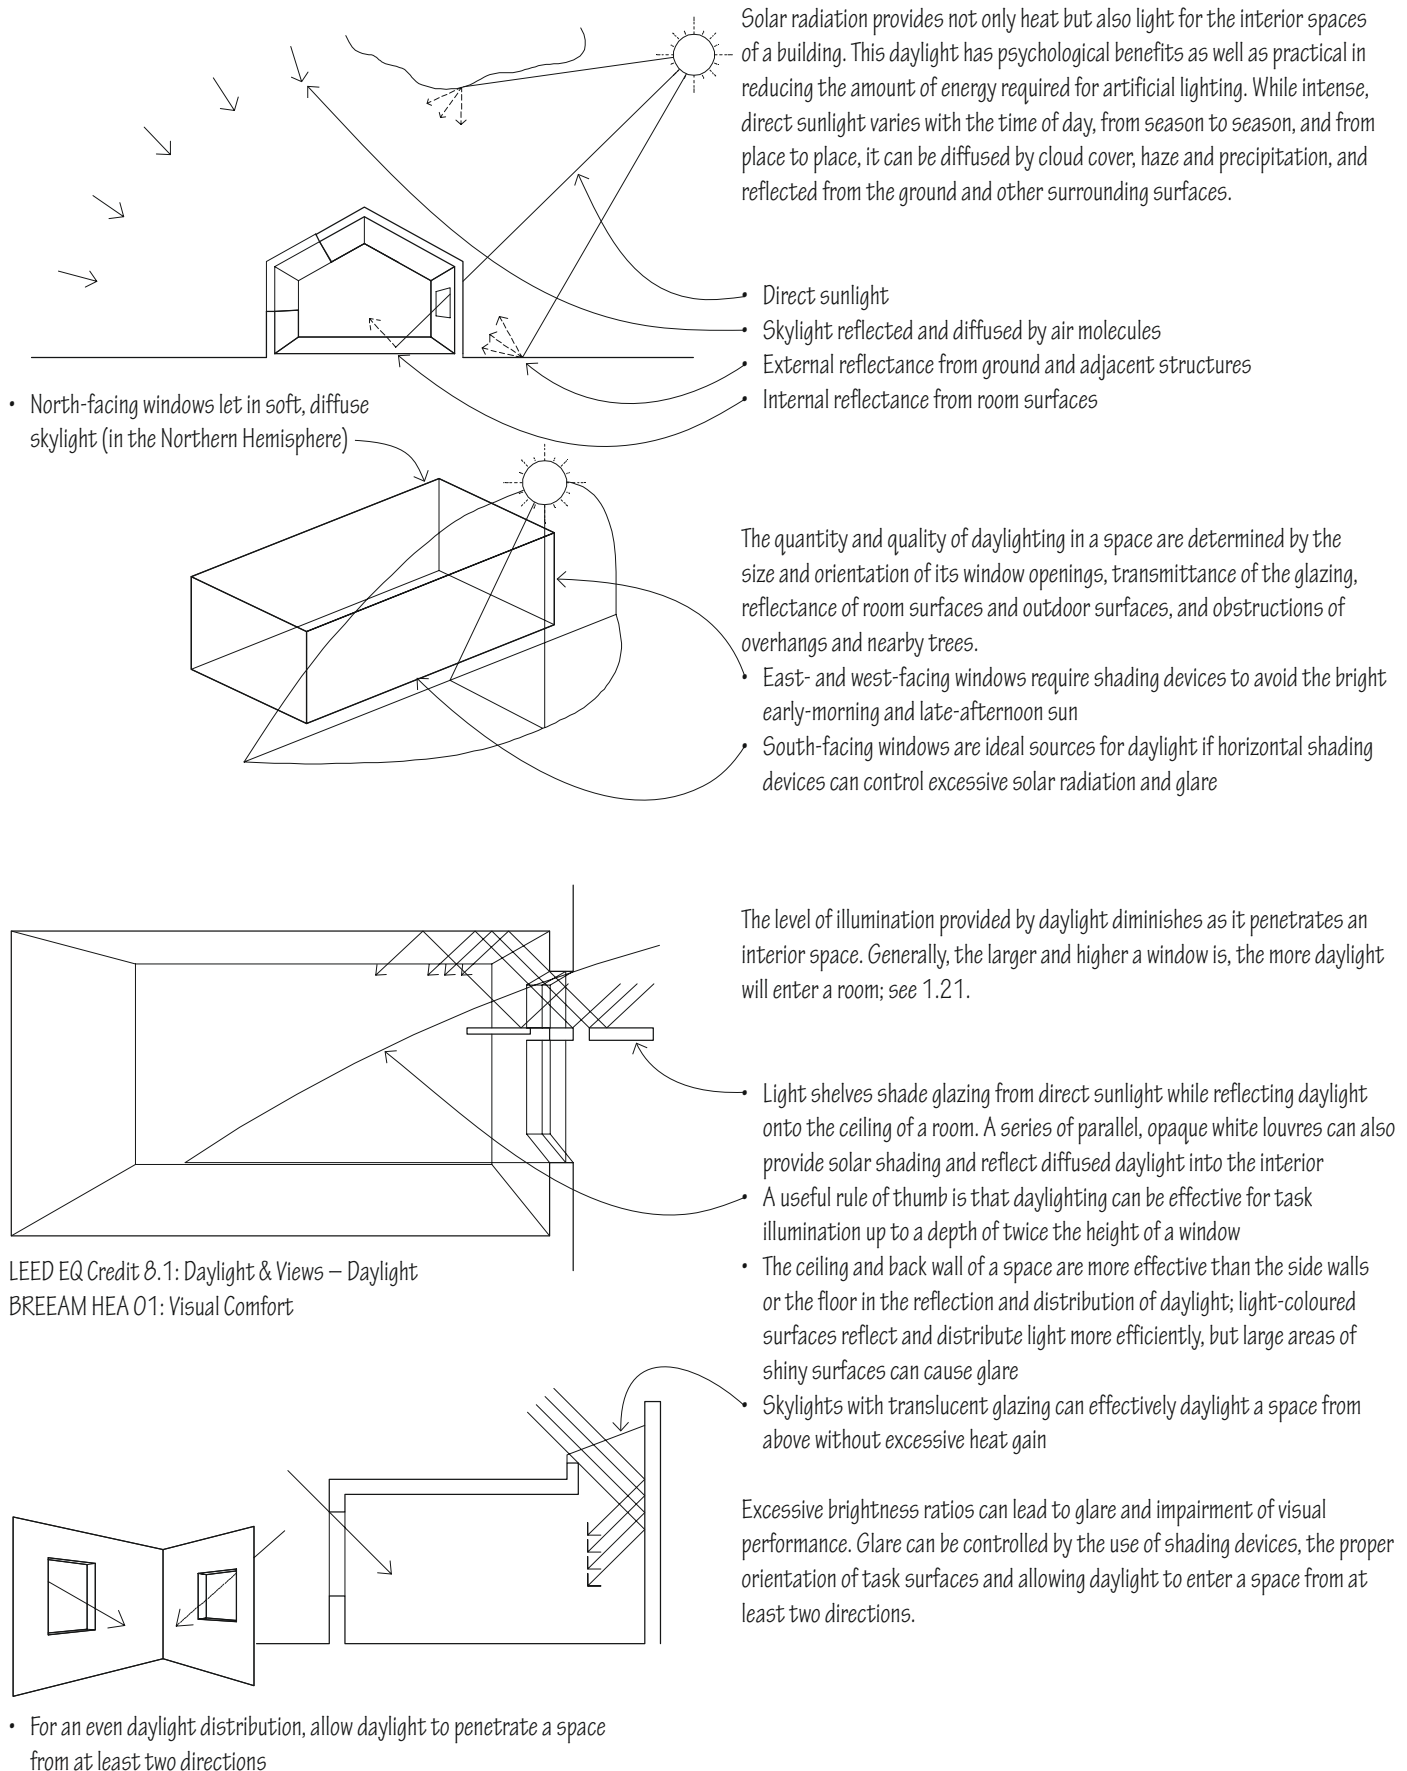 Solar radiation provides not only heat but also light for the interior spaces
of a building. This daylight has psychological benefits as well as practical in
reducing the amount of energy required for artificial lighting. While intense,
direct sunlight varies with the time of day, from season to season, and from
place to place, it can be diffused by cloud cover, haze and precipitation, and
reflected from the ground and other surrounding surfaces.
• Direct sunlight
• Skylight reflected and diffused by air molecules
• External reflectance from ground and adjacent structures
• Internal reflectance from room surfaces
• North-facing windows let in soft, diffuse
skylight (in the Northern Hemisphere)
The quantity and quality of daylighting in a space are determined by the
size and orientation of its window openings, transmittance of the glazing,
reflectance of room surfaces and outdoor surfaces, and obstructions of
overhangs and nearby trees.
• East- and west-facing windows require shading devices to avoid the bright
early-morning and late-afternoon sun
• South-facing windows are ideal sources for daylight if horizontal shading
devices can control excessive solar radiation and glare
The level of illumination provided by daylight diminishes as it penetrates an
interior space. Generally, the larger and higher a window is, the more daylight
will enter a room; see 1.21.
• Light shelves shade glazing from direct sunlight while reflecting daylight
onto the ceiling of a room. A series of parallel, opaque white louvres can also
provide solar shading and reflect diffused daylight into the interior
• A useful rule of thumb is that daylighting can be effective for task
illumination up to a depth of twice the height of a window
• The ceiling and back wall of a space are more effective than the side walls
or the floor in the reflection and distribution of daylight; light-coloured
surfaces reflect and distribute light more efficiently, but large areas of
shiny surfaces can cause glare
• Skylights with translucent glazing can effectively daylight a space from
above without excessive heat gain
LEED EQ Credit 8.1: Daylight & Views – Daylight
BREEAM HEA 01: Visual Comfort
Excessive brightness ratios can lead to glare and impairment of visual
performance. Glare can be controlled by the use of shading devices, the proper
orientation of task surfaces and allowing daylight to enter a space from at
least two directions.
• For an even daylight distribution, allow daylight to penetrate a space
from at least two directions